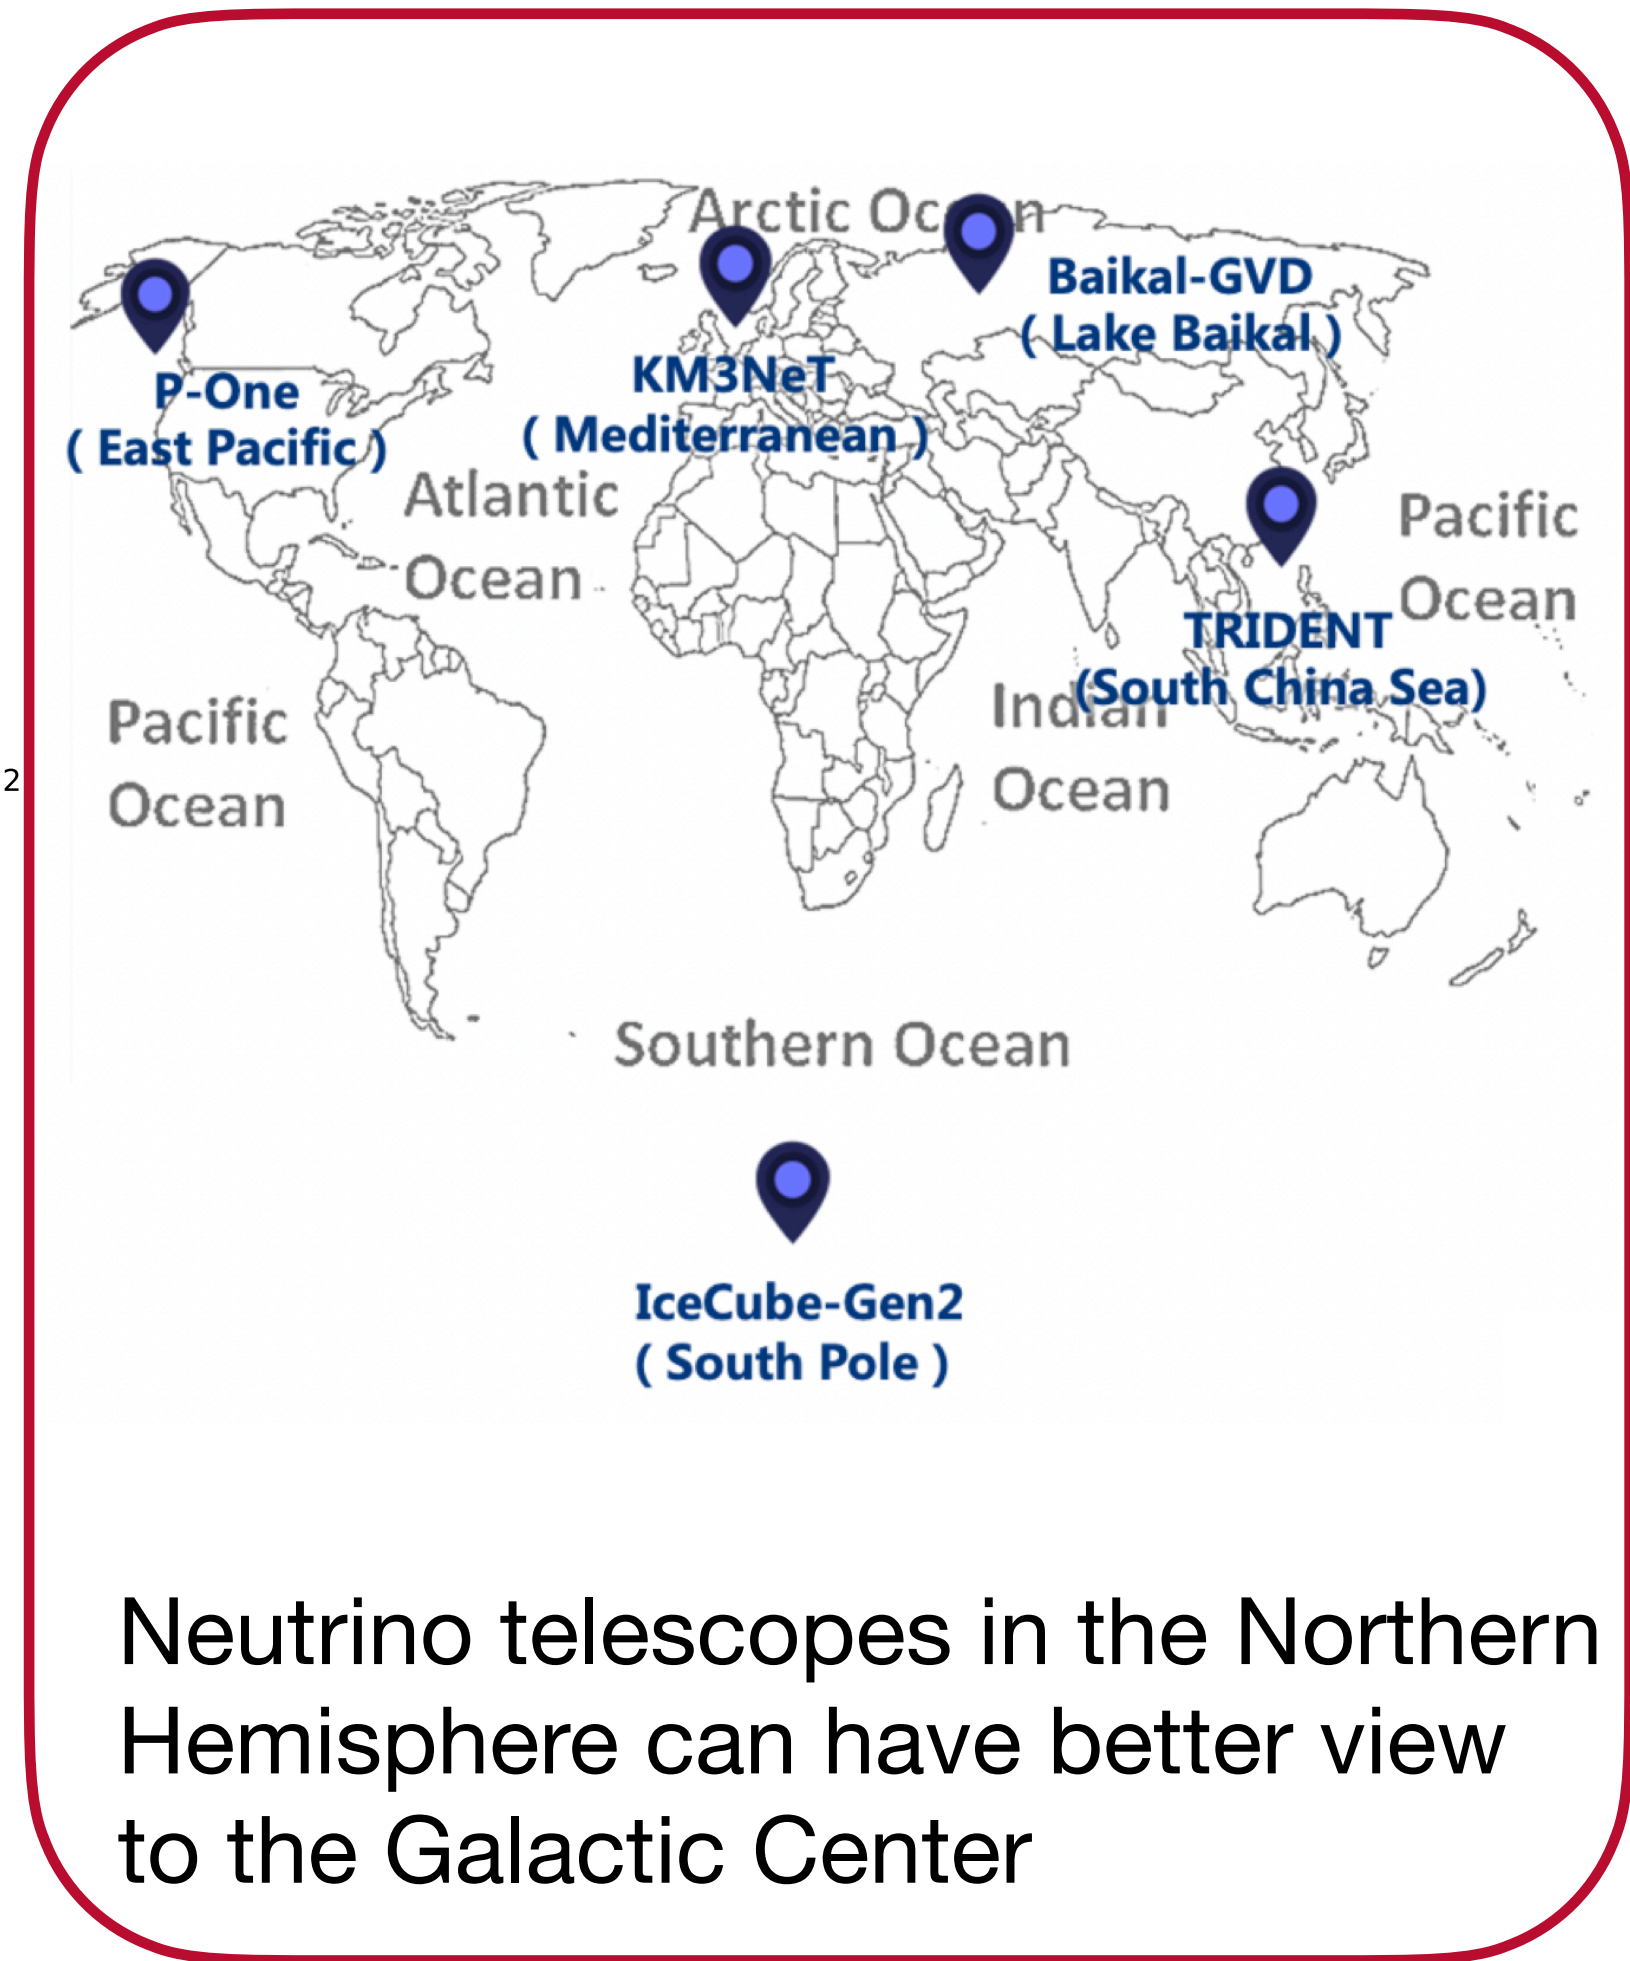 Arctic Ocean
Baikal-GVD
( Lake Baikal )
KM3NeT
( Mediterranean )
P-One
( East Pacific )
Atlantic
Ocean
Pacific
Ocean
TRIDENT
(South China Sea)
Indian
Ocean
Pacific
Ocean
2
Southern Ocean
IceCube-Gen2
( South Pole )
Neutrino telescopes in the Northern
Hemisphere can have better view
to the Galactic Center